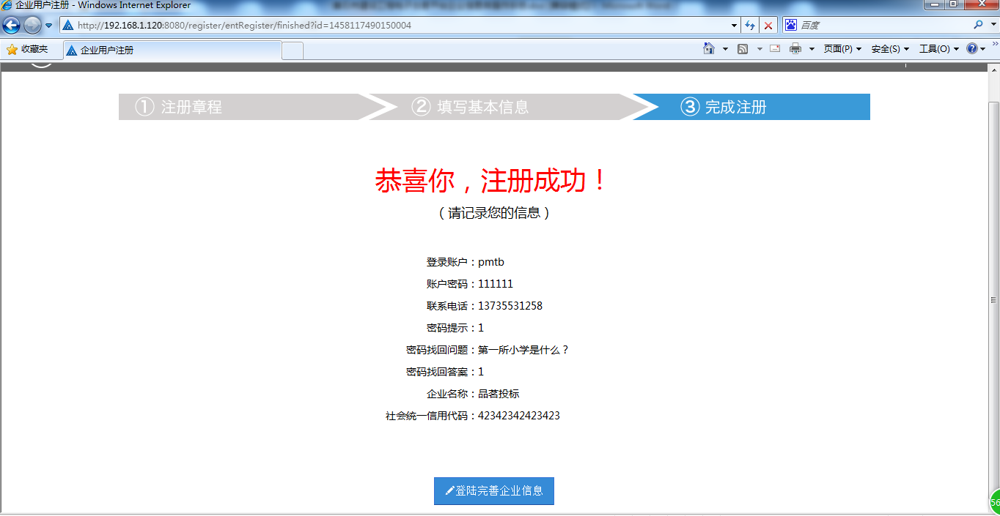 企业用户注册 - Windows Internet Explorer
http://192.168.1.120:8080/register/entRegister/finished?id=1458117490150004
百度
收藏夹
企业用户注册
页面(P)
安全(S)
工具(O)
»
① 注册章程
② 填写基本信息
③ 完成注册
恭喜你，注册成功！
（请记录您的信息）
登录账户：pmtb
账户密码：111111
联系电话：13735531258
密码提示：1
密码找回问题：第一所小学是什么？
密码找回答案：1
企业名称：品茗投标
社会统一信用代码：42342342423423
登陆完善企业信息
56